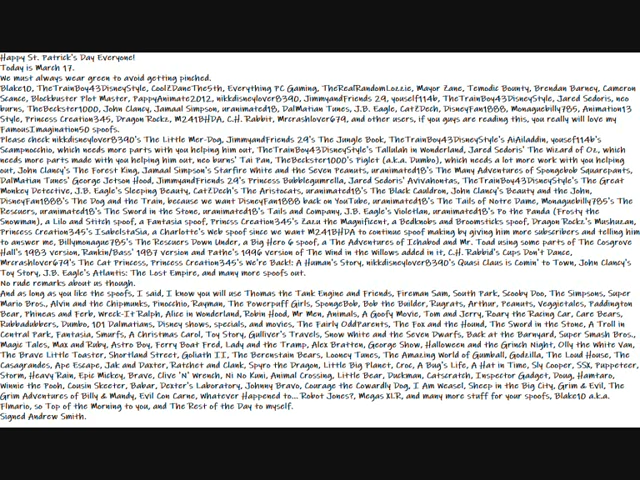 Happy St. Patrick's Day Everyone!
Today is March 17.
We must always wear green to avoid getting pinched.
Blake10, TheTrainBoy43DisneyStyle, CoolZDaneThe5th, Everything PC Gaming, TheRealRandomLozzie, Mayor Zane, Temodic Bounty, Brendan Barney, Cameron
Scance, Blockbuster Plot Master, PappyAnimate2012, nikkdisneylover8390, JimmyandFriends 29, youself1146, TheTrainBoy43DisneyStyle, Jared Sedoris, neo
burns, TheBeckster1000, John Clancy, Jamaal Simpson, uranimated18, DalMatian Tunes, J.B. Eagle, CatZDech, DisneyFan1888, Monoguebilly785, Animation13
Style, Princess Creation345, Dragon Rockz, M241BHDA, C.H. Rabbit, Mrcrashlover679, and other users, if you guys are reading this, you really will love my
FamousImagination50 spoofs.
Please check nikkdisneylover8390's The Little Mer-Dog, JimmyandFriends 29's The Jungle Book, TheTrainBoy43DisneyStyle's AiAiladdin, youself1146's
Scampinocchio, which needs more parts with you helping him out, TheTrainBoy43DisneyStyle's Tallulah in Wonderland, Jared Sedoris' The Wizard of Oz, which
needs more parts made with you helping him out, neo burns' Tai Pan, TheBeckster1000's Piglet (a.k.a. Dumbo), which needs a lot more work with you helping
out, John Clancy's The Forest King, Jamaal Simpson's Starfire White and the Seven Peanuts, uranimated18's The Many Adventures of Spongebob Squarepants,
DalMatian Tunes' George Jetson Hood, JimmyandFriends 29's Princess Bubblegumrella, Jared Sedoris' Avivahontas, TheTrainBoy43DisneyStyle's The Great
Monkey Detective, J.B. Eagle's Sleeping Beauty, CatZDech's The Aristocrats, uranimated18's The Black Cauldron, John Clancy's Beauty and the John,
DisneyFan1888's The Dog and the Train, because we want DisneyFan1888 back on YouTube, uranimated18's The Tails of Notre Dame, Monoguebilly785's The
Rescuers, uranimated18's The Sword in the Stone, uranimated18's Tails and Company, J.B. Eagle's Violetlan, uranimated18's Po the Panda (Frosty the
Snowman), a Lilo and Stitch spoof, a Fantasia spoof, Princess Creation345's Zazu the Magnificent, a Bedknobs and Broomsticks spoof, Dragon Rockz's Mushuzan,
Princess Creation345's IsabelstaSia, a Charlotte's Web spoof since we want M241BHDA to continue spoof making by giving him more subscribers and telling him
to answer me, Billymonague785's The Rescuers Down Under, a Big Hero 6 spoof, a The Adventures of Ichabod and Mr. Toad using some parts of The Cosgrove
Hall's 1983 version, Rankin/Bass' 1987 version and Pathe's 1996 version of The Wind in the Willows added in it, C.H. Rabbit's Cups Don't Dance,
Mrcrashlover679's The Cat Princess, Princess Creation345's We're Back! A Human's Story, nikkdisneylover8390's Quasi Claus is Comin' to Town, John Clancy's
Toy Story, J.B. Eagle's Atlantis: The Lost Empire, and many more spoofs out.
No rude remarks about us though.
And as long as you like the spoofs, I said, I know you will use Thomas the Tank Engine and Friends, Fireman Sam, South Park, Scooby Doo, The Simpsons, Super
Mario Bros., Alvin and the Chipmunks, Pinocchio, Rayman, The Powerpuff Girls, SpongeBob, Bob the Builder, Rugrats, Arthur, Peanuts, Veggietales, Paddington
Bear, Phineas and Ferb, Wreck-It Ralph, Alice in Wonderland, Robin Hood, Mr Men, Animals, A Goofy Movie, Tom and Jerry, Roary the Racing Car, Care Bears,
Rubbadubbers, Dumbo, 101 Dalmatians, Disney shows, specials, and movies, The Fairly OddParents, The Fox and the Hound, The Sword in the Stone, A Troll in
Central Park, Fantasia, Smurfs, A Christmas Carol, Toy Story, Gulliver's Travels, Snow White and the Seven Dwarfs, Back at the Barnyard, Super Smash Bros.,
Magic Tales, Max and Ruby, Astro Boy, Ferry Boat Fred, Lady and the Tramp, Alex Bratten, George Show, Halloween and the Grinch Night, Olly the White Van,
The Brave Little Toaster, Shortland Street, Goliath II, The Berenstain Bears, Looney Tunes, The Amazing World of Gumball, Godzilla, The Loud House, The
Casagrandes, Ape Escape, Jak and Daxter, Ratchet and Clank, Spyro the Dragon, Little Big Planet, Croc, A Bug's Life, A Hat in Time, Sly Cooper, SSX, Puppeteer,
Storm, Heavy Rain, Epic Mickey, Brave, Clive 'N' Wrench, Ni No Kuni, Animal Crossing, Little Bear, Duckman, Catscratch, Inspector Gadget, Doug, Hamtaro,
Winnie the Pooh, Cousin Skeeter, Babar, Dexter's Laboratory, Johnny Bravo, Courage the Cowardly Dog, I Am Weasel, Sheep in the Big City, Grim & Evil, The
Grim Adventures of Billy & Mandy, Evil Con Carne, Whatever Happened to... Robot Jones?, Megas XLR, and many more stuff for your spoofs, Blake10 a.k.a.
Flmario, so Top of the Morning to you, and The Rest of the Day to myself.
Signed Andrew Smith.